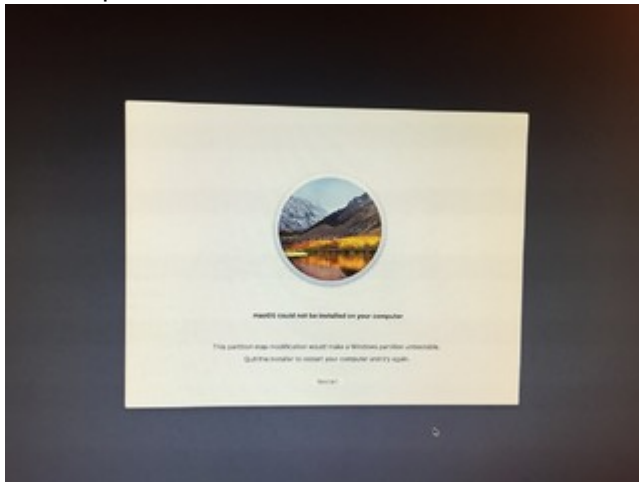 macOS could not be installed on your computer
This partition map modification would make a Windows partition unbootable.
Quit the installer to restart your computer and try again.
Restart